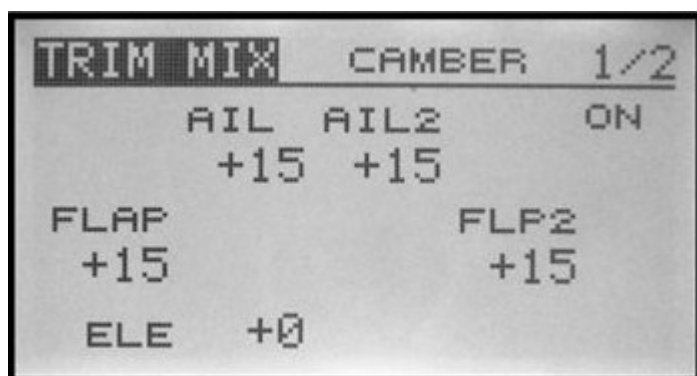 TRIM MIX CAMBER 1/2
AIL AIL2 ON
+15 +15
FLAP FLP2
+15 +15
ELE +0